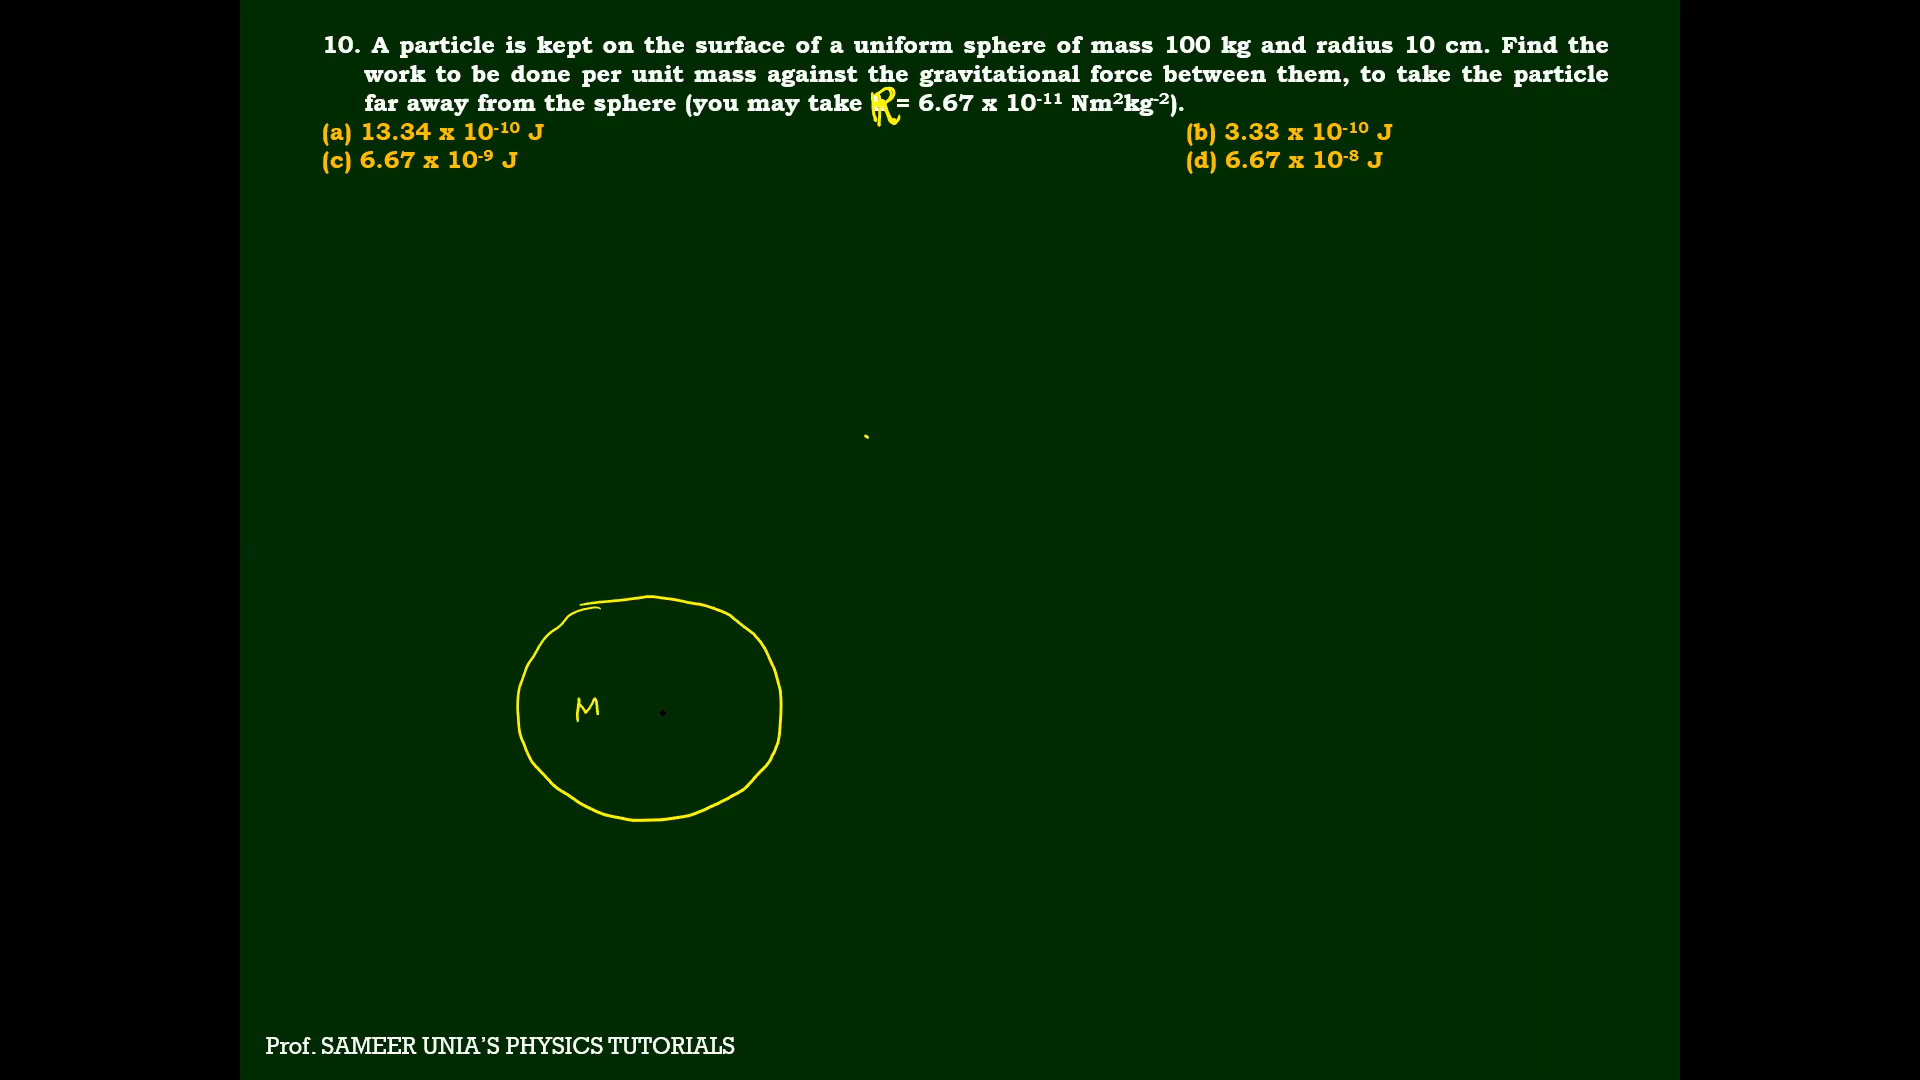 10. A particle is kept on the surface of a uniform sphere of mass 100 kg and radius 10 cm. Find the
work to be done per unit mass against the gravitational force between them, to take the particle
far away from the sphere (you may take R = 6.67 x 10⁻¹¹ Nm²kg⁻²).
(a) 13.34 x 10⁻¹⁰ J (b) 3.33 x 10⁻¹⁰ J
(c) 6.67 x 10⁻⁹ J (d) 6.67 x 10⁻⁸ J
M
Prof. SAMEER UNIA’S PHYSICS TUTORIALS